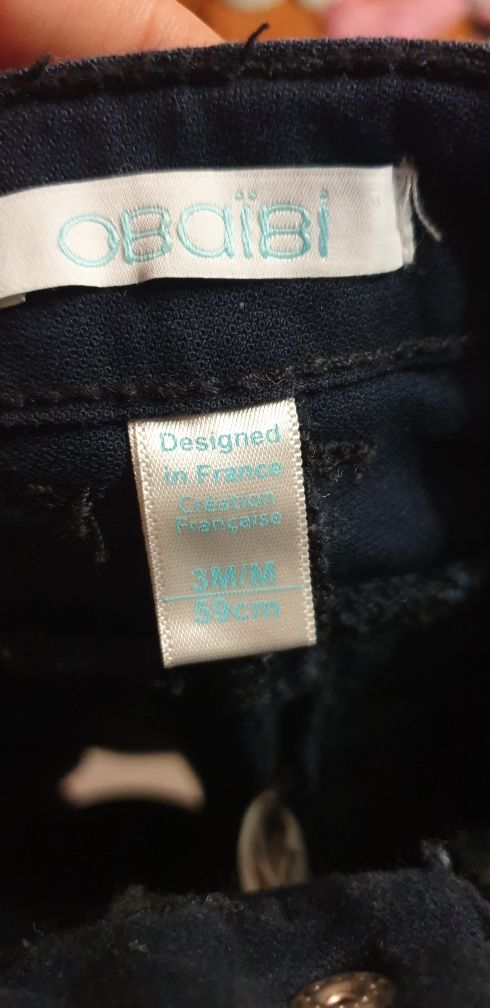 OBaïBi
Designed
in France
Création
Française
3M/M
59cm